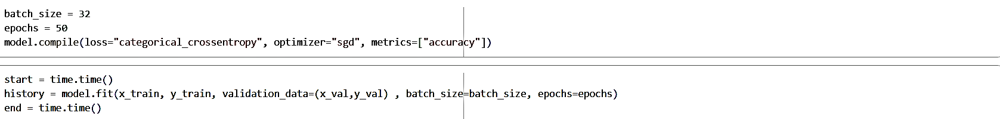 batch_size = 32
epochs = 50
model.compile(loss="categorical_crossentropy", optimizer="sgd", metrics=["accuracy"])
start = time.time()
history = model.fit(x_train, y_train, validation_data=(x_val,y_val) , batch_size=batch_size, epochs=epochs)
end = time.time()